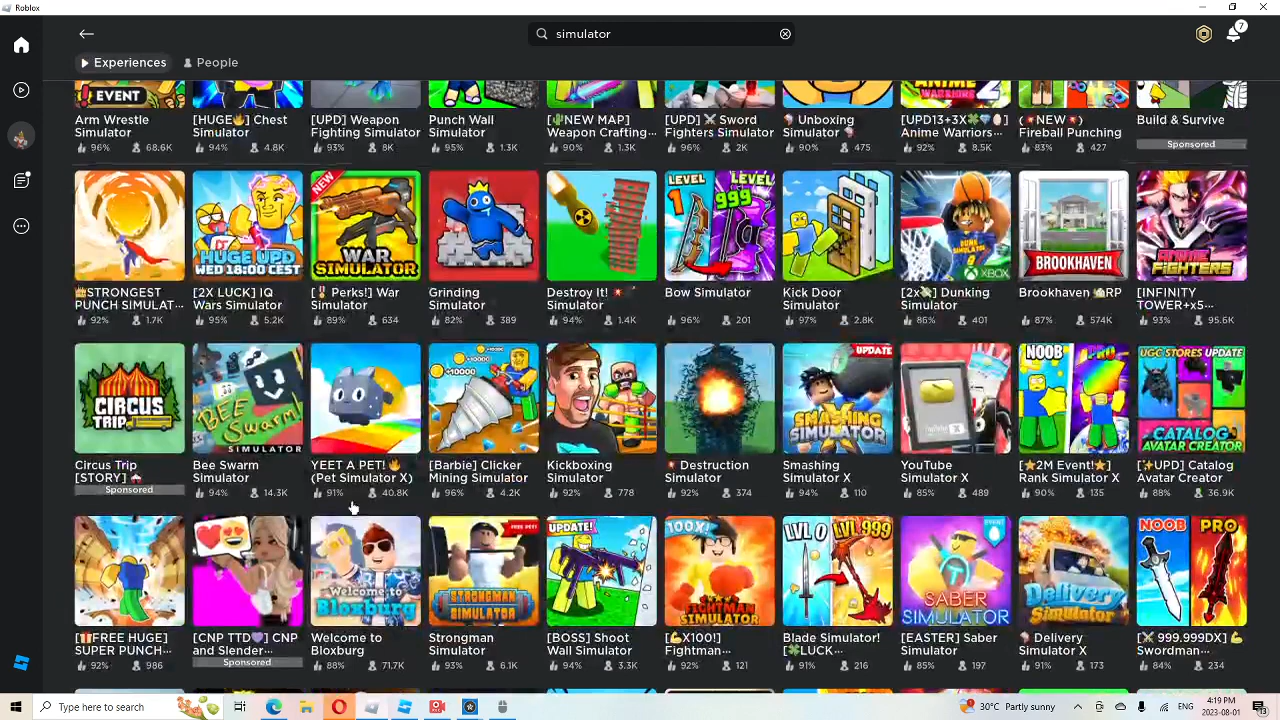 Roblox
simulator
7
Experiences
People
EVENT
ANIME
WARRIORS 2
Arm Wrestle
Simulator
96% 68.6K
[HUGE🔥] Chest
Simulator
94% 4.8K
[UPD] Weapon
Fighting Simulator
93% 8K
Punch Wall
Simulator
95% 1.3K
[🌵NEW MAP]
Weapon Crafting...
90% 1.3K
[UPD] ⚔️ Sword
Fighters Simulator
96% 2K
Unboxing
Simulator
90% 475
[UPD13+3X🍀💎
Anime Warriors...
92% 8.5K
(💥NEW💥)
Fireball Punching
83% 427
Build & Survive
Sponsored
👑STRONGEST
PUNCH SIMULAT...
92% 1.7K
HUGE UPD
WED 18:00 CEST
[2X LUCK] IQ
Wars Simulator
95% 5.2K
NEW
WAR
SIMULATOR
[🎖️Perks!] War
Simulator
89% 634
Grinding
Simulator
82% 389
Destroy It! 💥
Simulator
94% 1.4K
LEVEL
1
LEVEL
999
Bow Simulator
96% 201
Kick Door
Simulator
97% 2.8K
DUNK
SIMULATOR
XBOX
[2x💸] Dunking
Simulator
86% 401
BROOKHAVEN
Brookhaven 🏡RP
87% 574K
ANIME
FIGHTERS
[INFINITY
TOWER+x5...
93% 95.6K
CIRCUS
TRIP
Circus Trip
[STORY] 🎪
Sponsored
BEE
SWARM!
SIMULATOR
Bee Swarm
Simulator
94% 14.3K
YEET A PET! 🔥
(Pet Simulator X)
91% 40.8K
+10000
+10000
+10000
[Barbie] Clicker
Mining Simulator
96% 4.2K
Kickboxing
Simulator
92% 778
💥 Destruction
Simulator
92% 374
UPDATE
SMASHING
SIMULATOR X
Smashing
Simulator X
94% 110
YouTube
Simulator X
85% 489
NOOB
PRO
[⭐2M Event!⭐]
Rank Simulator X
90% 135
UGC STORES UPDATE
CATALOG
AVATAR CREATOR
[✨UPD] Catalog
Avatar Creator
88% 36.9K
[🎁FREE HUGE]
SUPER PUNCH...
92% 986
[CNP TTD💜] CNP
and Slender...
Sponsored
Welcome to
Bloxburg
Welcome to
Bloxburg
88% 71.7K
FREE PET!
STRONGMAN
SIMULATOR
Strongman
Simulator
93% 6.1K
UPDATE!
[BOSS] Shoot
Wall Simulator
94% 3.3K
100X!
FIGHTMAN
SIMULATOR
[💪X100!]
Fightman...
92% 121
LVL 0
LVL 999
Blade Simulator!
[🍀LUCK...
91% 216
EVENT
SABER
SIMULATOR
[EASTER] Saber
Simulator
85% 197
Delivery
Simulator
Delivery
Simulator X
91% 173
NOOB
PRO
[⚔️ 999,999DX] 💪
Swordman...
84% 234
Type here to search
30°C Partly sunny
ENG
4:19 PM
2023-08-01
13